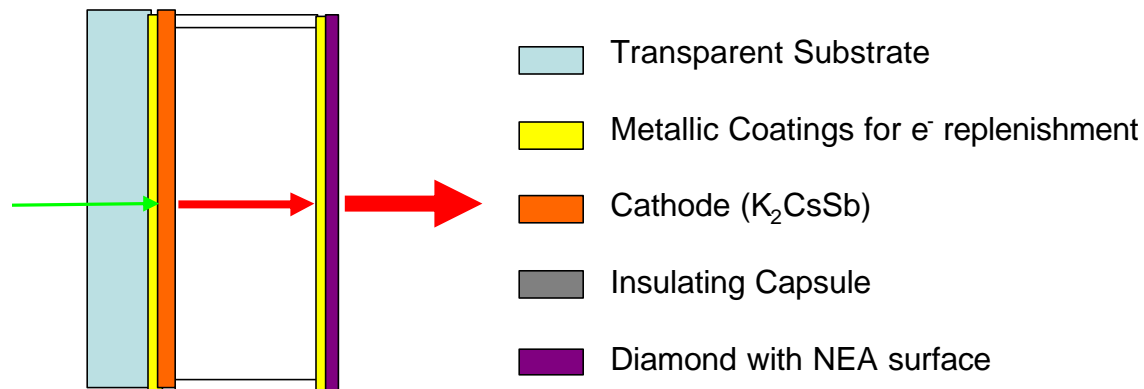 Transparent Substrate
Metallic Coatings for e⁻ replenishment
Cathode (K₂CsSb)
Insulating Capsule
Diamond with NEA surface